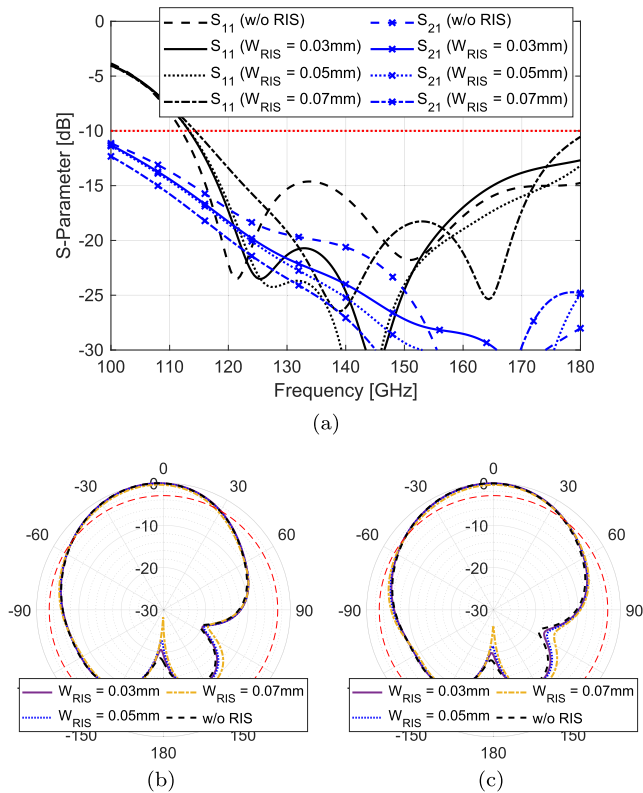 0
-5
-10
-15
-20
-25
-30
S-Parameter [dB]
S11 (w/o RIS)
S11 (WRIS = 0.03mm)
S11 (WRIS = 0.05mm)
S11 (WRIS = 0.07mm)
S21 (w/o RIS)
S21 (WRIS = 0.03mm)
S21 (WRIS = 0.05mm)
S21 (WRIS = 0.07mm)
100 110 120 130 140 150 160 170 180
Frequency [GHz]
(a)
0
-30 0 30
-60 -10 60
-20
-90 -30 90
WRIS = 0.03mm WRIS = 0.07mm
WRIS = 0.05mm w/o RIS
-150 150
180
(b)
0
-30 0 30
-60 -10 60
-20
-90 -30 90
WRIS = 0.03mm WRIS = 0.07mm
WRIS = 0.05mm w/o RIS
-150 150
180
(c)